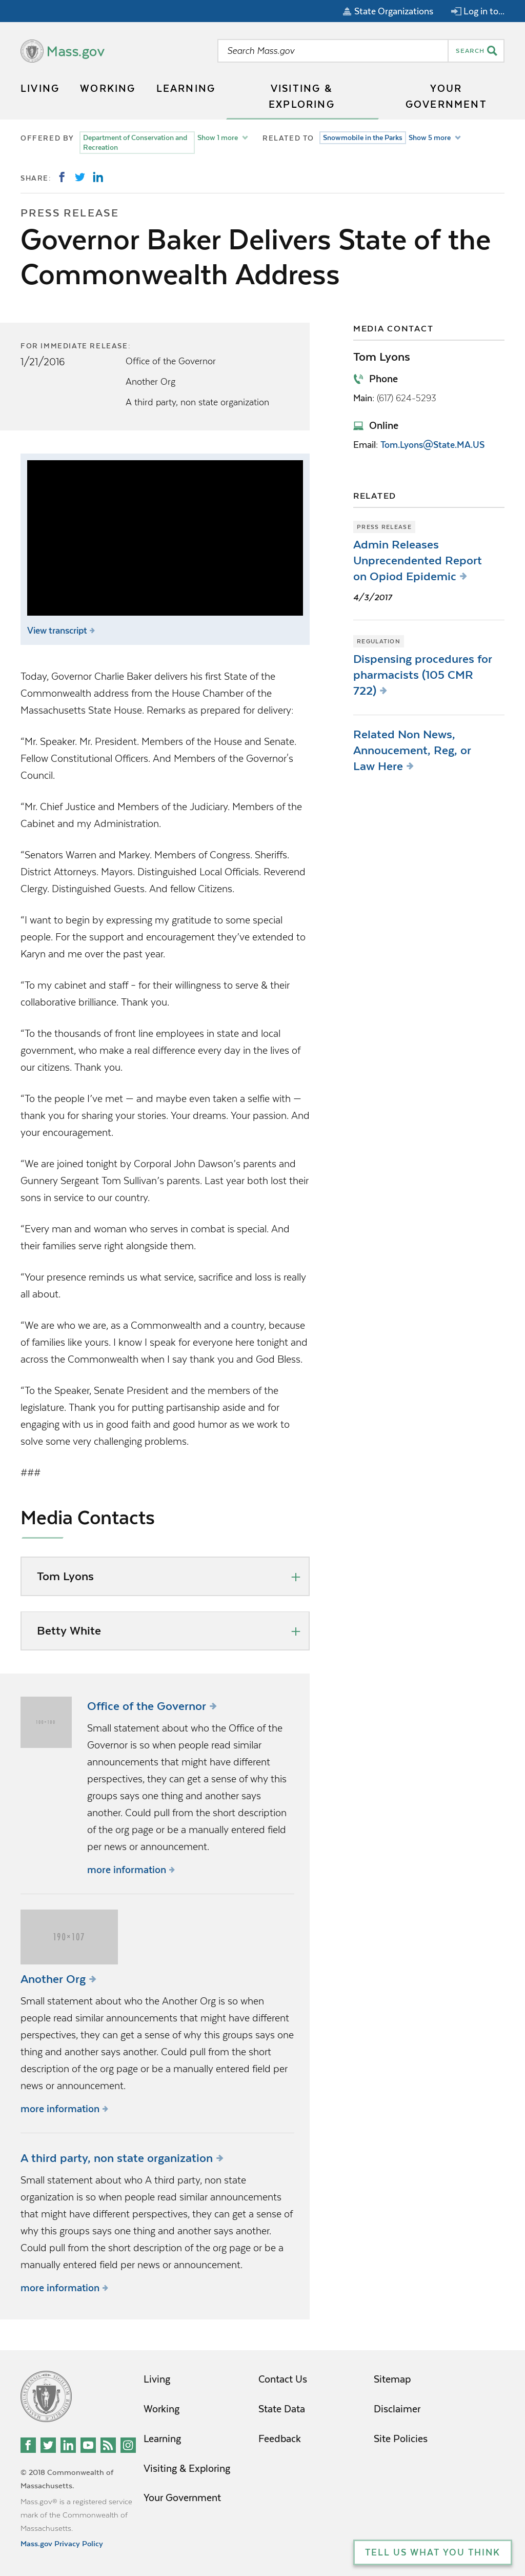 State Organizations
Log in to...
Mass.gov
Search Mass.gov
SEARCH
LIVING
WORKING
LEARNING
VISITING &
EXPLORING
YOUR
GOVERNMENT
OFFERED BY
Department of Conservation and
Recreation
Show 1 more
RELATED TO
Snowmobile in the Parks
Show 5 more
SHARE:
PRESS RELEASE
Governor Baker Delivers State of the
Commonwealth Address
FOR IMMEDIATE RELEASE:
1/21/2016
Office of the Governor
Another Org
A third party, non state organization
View transcript
Today, Governor Charlie Baker delivers his first State of the
Commonwealth address from the House Chamber of the
Massachusetts State House. Remarks as prepared for delivery:
“Mr. Speaker. Mr. President. Members of the House and Senate.
Fellow Constitutional Officers. And Members of the Governor's
Council.
“Mr. Chief Justice and Members of the Judiciary. Members of the
Cabinet and my Administration.
“Senators Warren and Markey. Members of Congress. Sheriffs.
District Attorneys. Mayors. Distinguished Local Officials. Reverend
Clergy. Distinguished Guests. And fellow Citizens.
“I want to begin by expressing my gratitude to some special
people. For the support and encouragement they’ve extended to
Karyn and me over the past year.
“To my cabinet and staff – for their willingness to serve & their
collaborative brilliance. Thank you.
“To the thousands of front line employees in state and local
government, who make a real difference every day in the lives of
our citizens. Thank you.
“To the people I’ve met — and maybe even taken a selfie with —
thank you for sharing your stories. Your dreams. Your passion. And
your encouragement.
“We are joined tonight by Corporal John Dawson’s parents and
Gunnery Sergeant Tom Sullivan’s parents. Last year both lost their
sons in service to our country.
“Every man and woman who serves in combat is special. And
their families serve right alongside them.
“Your presence reminds us what service, sacrifice and loss is really
all about.
“We are who we are, as a Commonwealth and a country, because
of families like yours. I know I speak for everyone here tonight and
across the Commonwealth when I say thank you and God Bless.
“To the Speaker, Senate President and the members of the
legislature. Thank you for putting partisanship aside and for
engaging with us in good faith and good humor as we work to
solve some very challenging problems.
###
Media Contacts
Tom Lyons
Betty White
100×100
Office of the Governor
Small statement about who the Office of the
Governor is so when people read similar
announcements that might have different
perspectives, they can get a sense of why this
groups says one thing and another says
another. Could pull from the short description
of the org page or be a manually entered field
per news or announcement.
more information
190×107
Another Org
Small statement about who the Another Org is so when
people read similar announcements that might have different
perspectives, they can get a sense of why this groups says one
thing and another says another. Could pull from the short
description of the org page or be a manually entered field per
news or announcement.
more information
A third party, non state organization
Small statement about who A third party, non state
organization is so when people read similar announcements
that might have different perspectives, they can get a sense of
why this groups says one thing and another says another.
Could pull from the short description of the org page or be a
manually entered field per news or announcement.
more information
MEDIA CONTACT
Tom Lyons
Phone
Main: (617) 624-5293
Online
Email: Tom.Lyons@State.MA.US
RELATED
PRESS RELEASE
Admin Releases
Unprecendented Report
on Opiod Epidemic
4/3/2017
REGULATION
Dispensing procedures for
pharmacists (105 CMR
722)
Related Non News,
Annoucement, Reg, or
Law Here
Living
Working
Learning
Visiting & Exploring
Your Government
Contact Us
State Data
Feedback
Sitemap
Disclaimer
Site Policies
© 2018 Commonwealth of
Massachusetts.
Mass.gov® is a registered service
mark of the Commonwealth of
Massachusetts.
Mass.gov Privacy Policy
TELL US WHAT YOU THINK